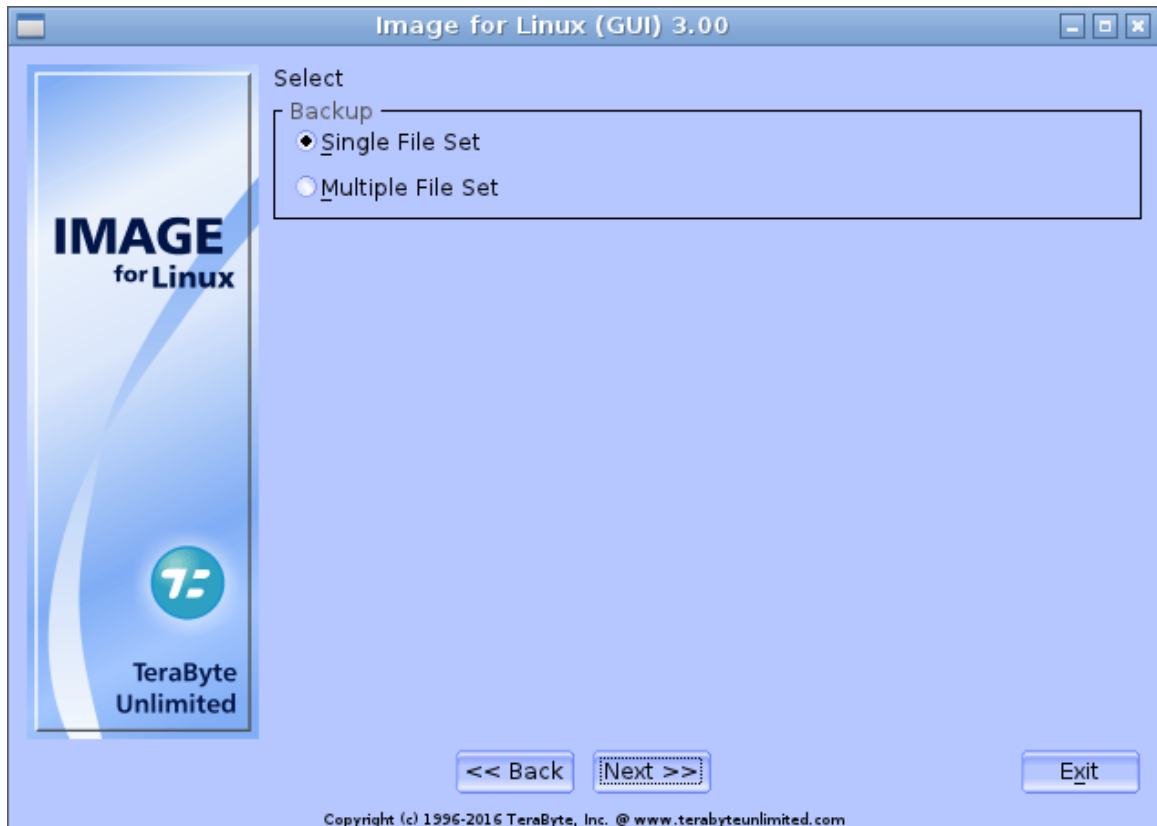 Image for Linux (GUI) 3.00
IMAGE
for Linux
TeraByte
Unlimited
Select
Backup
Single File Set
Multiple File Set
<< Back
Next >>
Exit
Copyright (c) 1996-2016 TeraByte, Inc. @ www.terabyteunlimited.com